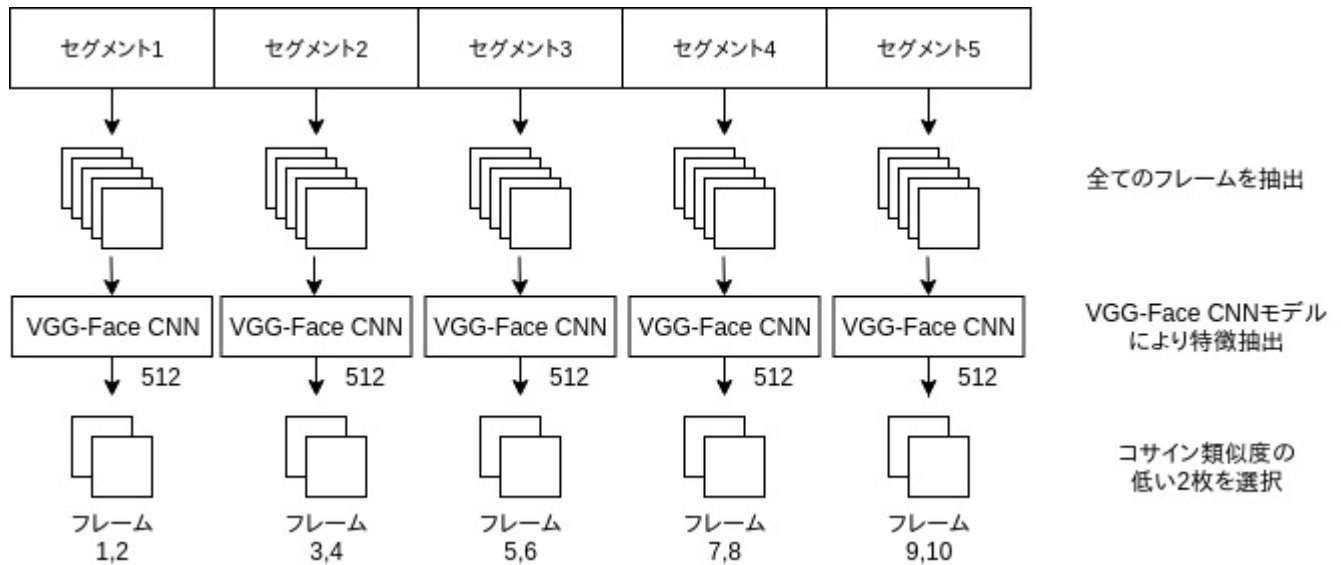 セグメント1
セグメント2
セグメント3
セグメント4
セグメント5
全てのフレームを抽出
VGG-Face CNN
VGG-Face CNN
VGG-Face CNN
VGG-Face CNN
VGG-Face CNN
VGG-Face CNNモデル
により特徴抽出
512
512
512
512
512
コサイン類似度の
低い2枚を選択
フレーム
1,2
フレーム
3,4
フレーム
5,6
フレーム
7,8
フレーム
9,10